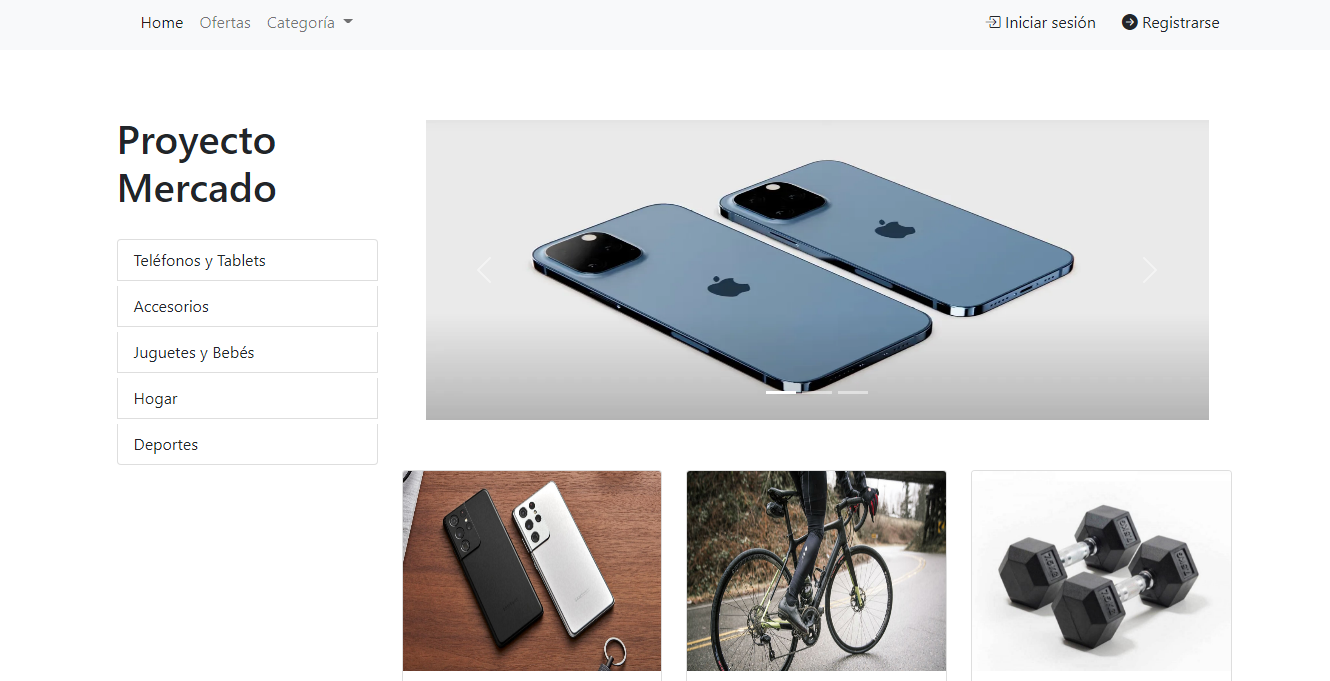 Home Ofertas Categoría Iniciar sesión Registrarse
Proyecto
Mercado
Teléfonos y Tablets
Accesorios
Juguetes y Bebés
Hogar
Deportes